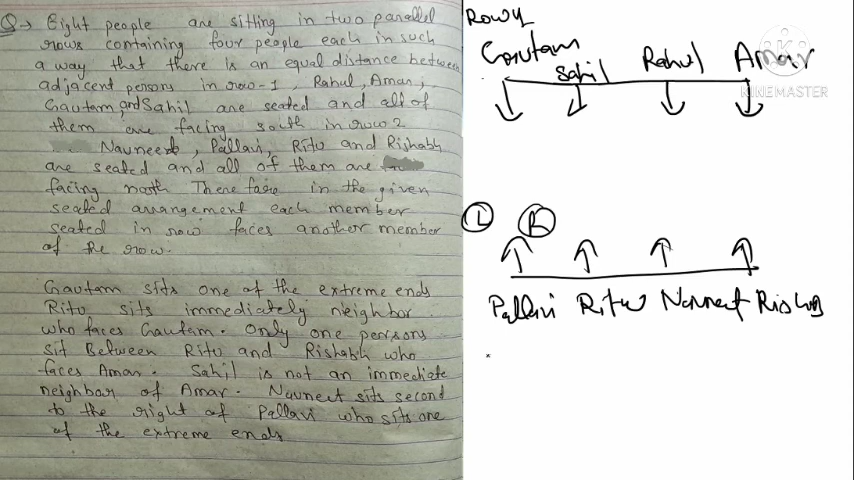 Q → Eight people are sitting in two parallel
rows containing four people each in such
a way that there is an equal distance between
adjacent persons in row-1, Rahul, Aman,
Gautam, and Sahil are seated and all of
them are facing south in row 2
Navneet, Pallavi, Ritu and Rishabh
are seated and all of them are
facing north There fare in the given
seated arrangement each member
seated in row faces another member
of the row.
Gautam sits one of the extreme ends
Ritu sits immediately neighbor
who faces Gautam. Only one persons
sit Between Ritu and Rishabh who
faces Aman. Sahil is not an immediate
neighbar of Amar. Navneet sits second
to the right of Pallavi who sits one
of the extreme ends
Row 1
Gautam Sahil Rahul Amar
KINEMASTER
L R
Pallavi Ritu Navneet